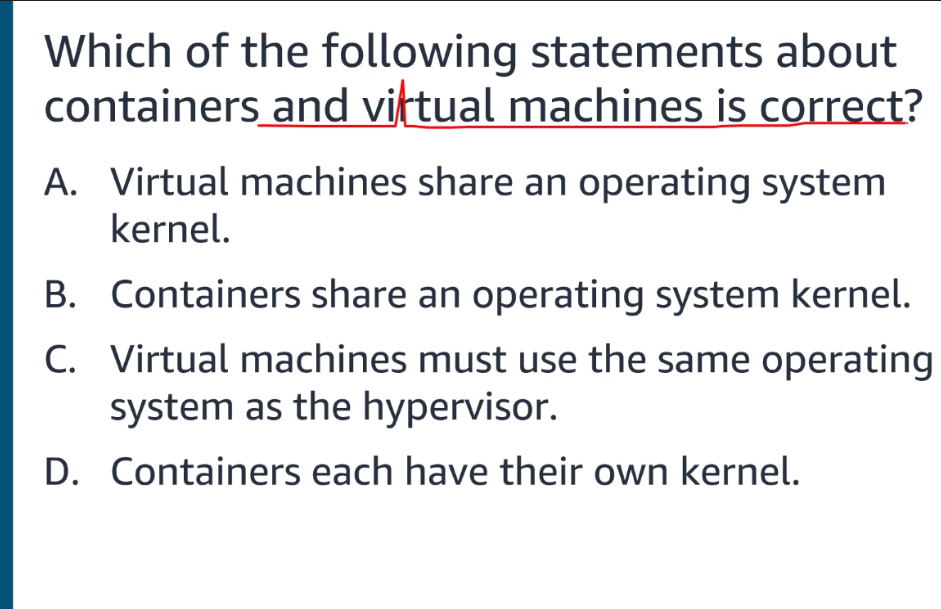 Which of the following statements about
containers and virtual machines is correct?
A. Virtual machines share an operating system
kernel.
B. Containers share an operating system kernel.
C. Virtual machines must use the same operating
system as the hypervisor.
D. Containers each have their own kernel.